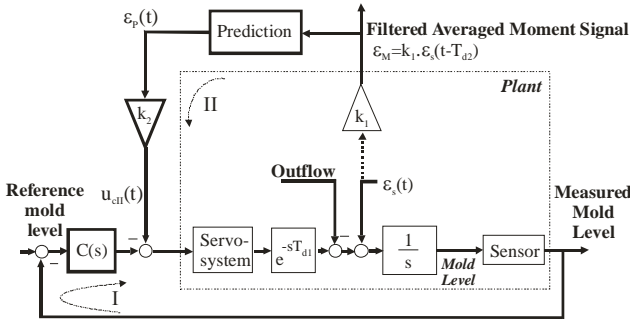 ε_P(t)
Prediction
Filtered Averaged Moment Signal
ε_M=k_1.ε_s(t-T_d2)
Plant
II
k_2
k_1
Outflow
ε_s(t)
Reference
mold
level
u_cII(t)
Measured
Mold
Level
C(s)
Servo-
system
e^-sT_d1
1
s
Mold
Level
Sensor
I
−
−
−